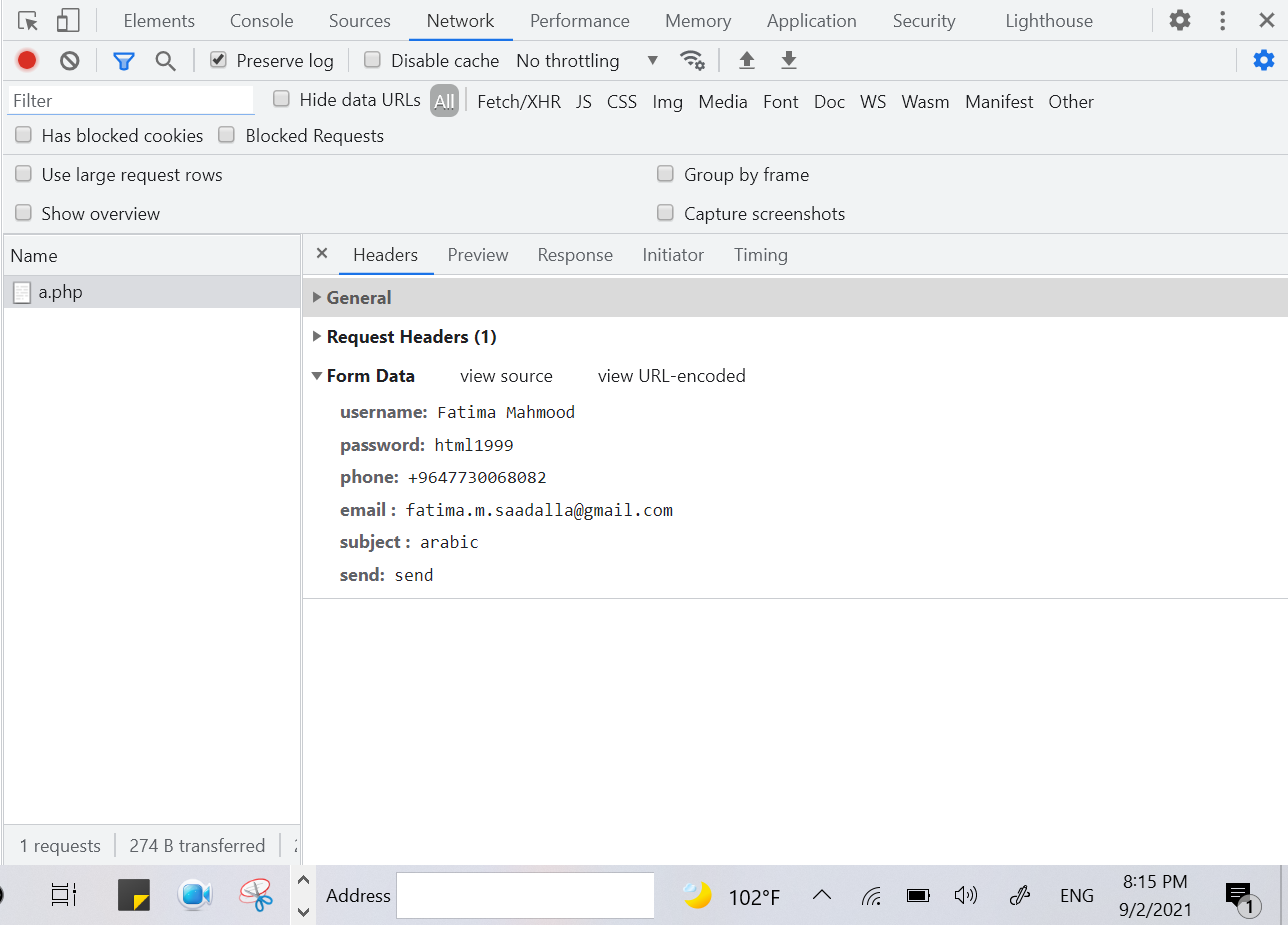 Elements Console Sources Network Performance Memory Application Security Lighthouse
Preserve log Disable cache No throttling
Filter Hide data URLs All Fetch/XHR JS CSS Img Media Font Doc WS Wasm Manifest Other
Has blocked cookies Blocked Requests
Use large request rows Group by frame
Show overview Capture screenshots
Name Headers Preview Response Initiator Timing
a.php
General
Request Headers (1)
Form Data view source view URL-encoded
username: Fatima Mahmood
password: html1999
phone: +9647730068082
email : fatima.m.saadalla@gmail.com
subject : arabic
send: send
1 requests 274 B transferred
Address 102°F ENG 8:15 PM
9/2/2021 1